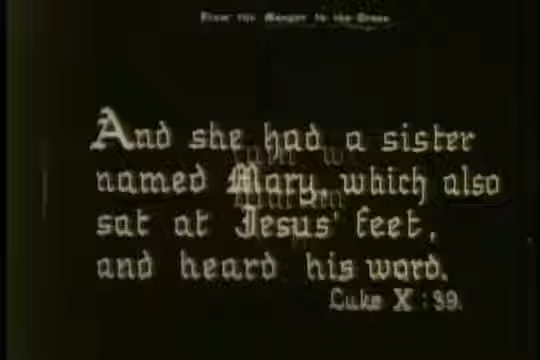 From the Manger to the Cross
And she had a sister
named Mary, which also
sat at Jesus' feet,
and heard his word.
Luke X : 39.